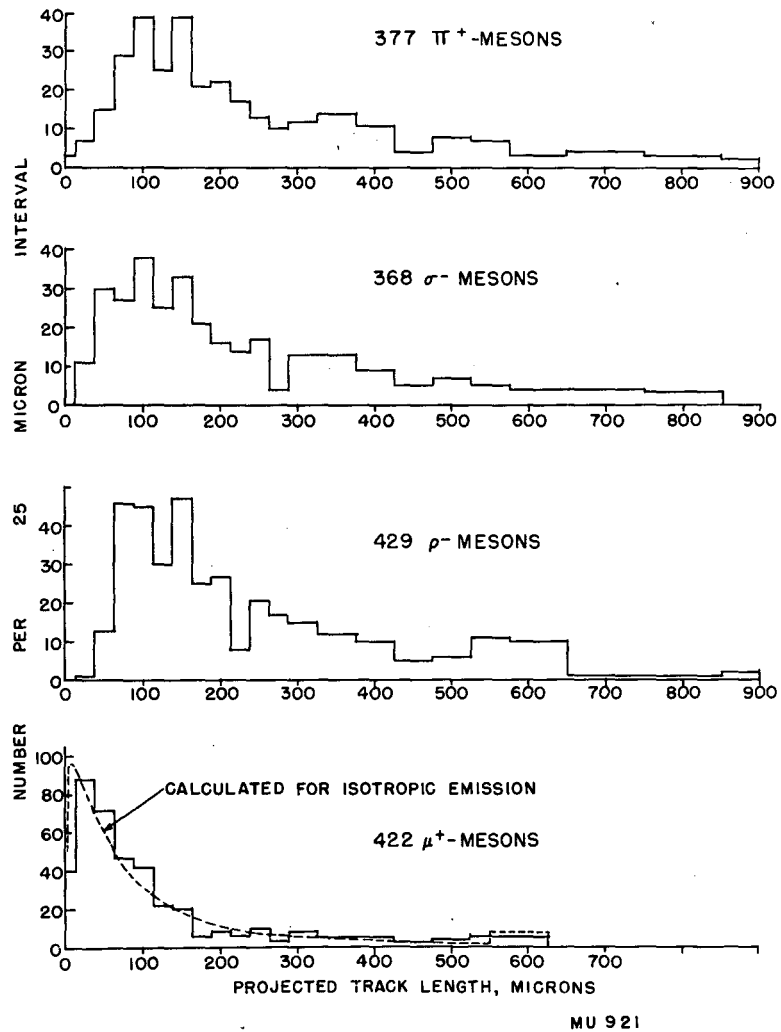 377 π⁺-MESONS
40
30
20
10
0
0 100 200 300 400 500 600 700 800 900
368 σ- MESONS
40
30
20
10
0
0 100 200 300 400 500 600 700 800 900
429 ρ- MESONS
40
30
20
10
0
0 100 200 300 400 500 600 700 800 900
CALCULATED FOR ISOTROPIC EMISSION
422 μ⁺-MESONS
100
80
60
40
20
0
0 100 200 300 400 500 600 700
PROJECTED TRACK LENGTH, MICRONS
NUMBER PER 25 MICRON INTERVAL
MU 921